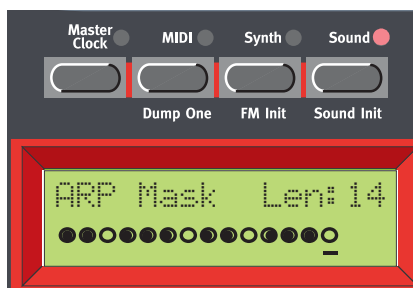 Master Clock MIDI Synth Sound
Dump One FM Init Sound Init
ARP Mask Len:14